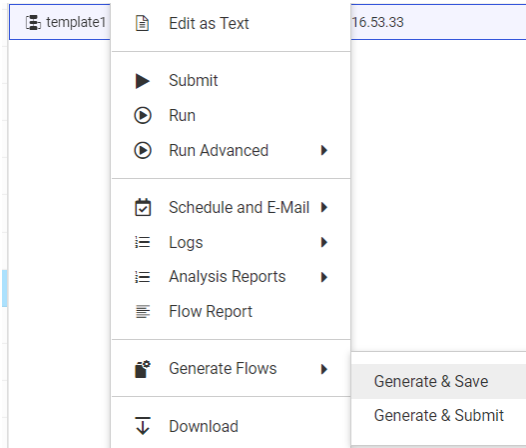 template1
16.53.33
Edit as Text
Submit
Run
Run Advanced
Schedule and E-Mail
Logs
Analysis Reports
Flow Report
Generate Flows
Generate & Save
Generate & Submit
Download